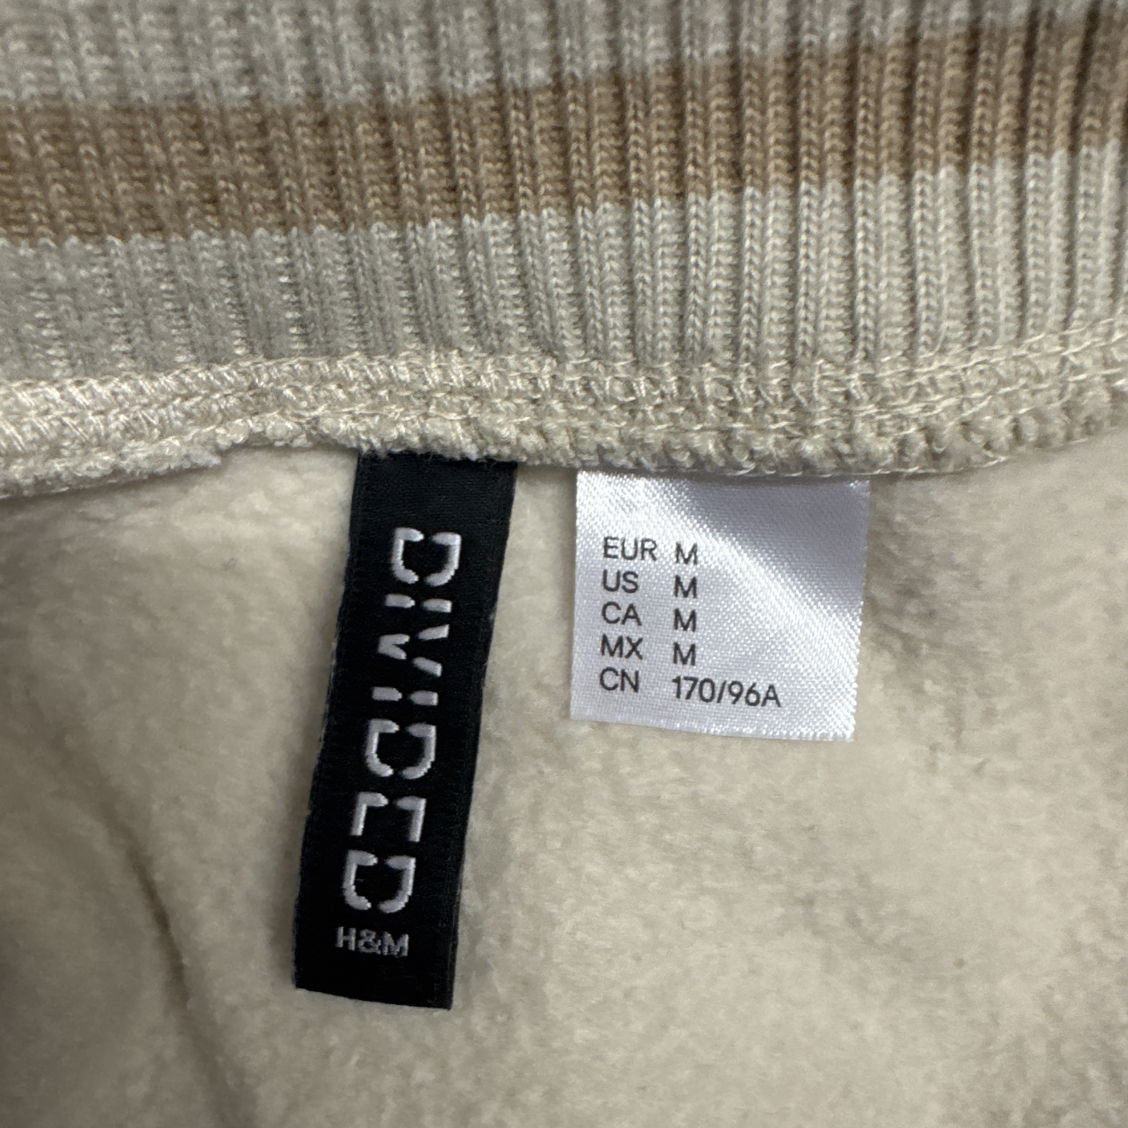 DIVIDED
H&M
EUR M
US M
CA M
MX M
CN 170/96A